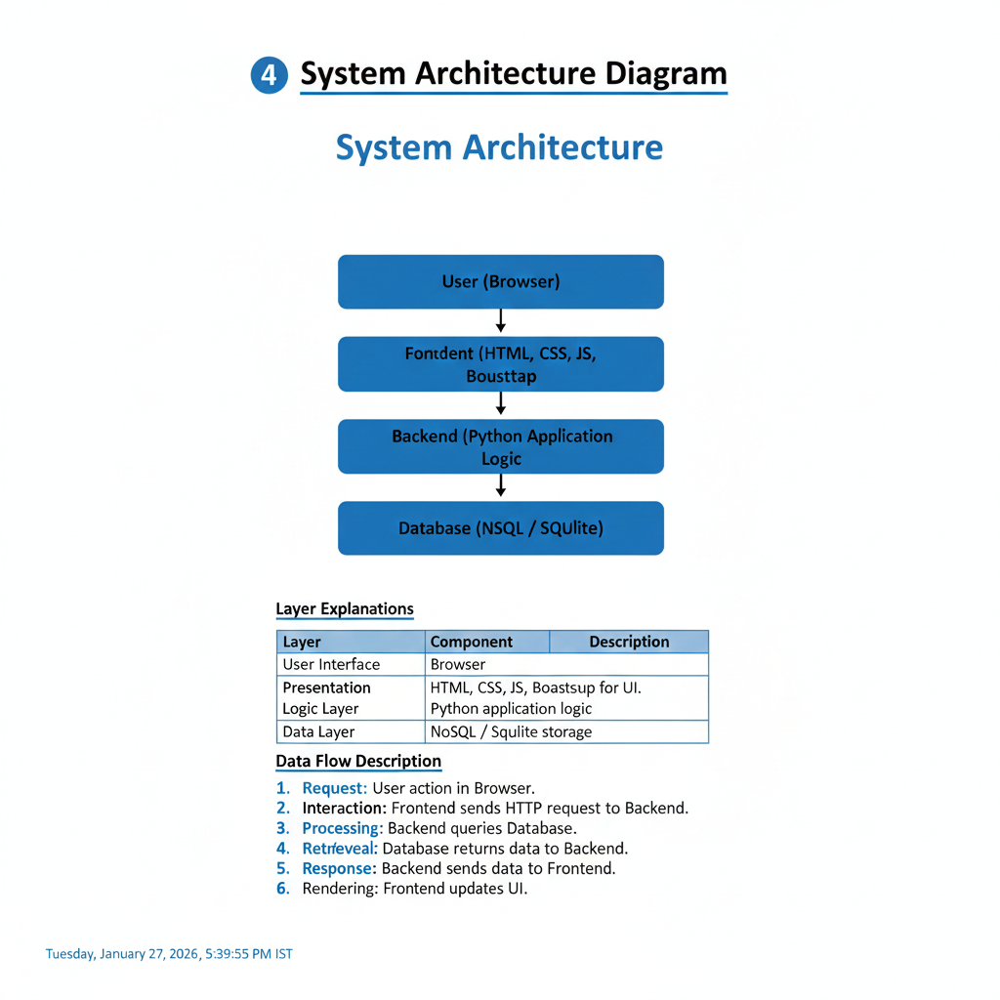 4 System Architecture Diagram
System Architecture
User (Browser)
Fontdent (HTML, CSS, JS,
Bousttap
Backend (Python Application
Logic
Database (NSQL / SQUlite)
Layer Explanations
Layer Component Description
User Interface Browser
Presentation HTML, CSS, JS, Boastsup for UI.
Logic Layer Python application logic
Data Layer NoSQL / Squlite storage
Data Flow Description
1. Request: User action in Browser.
2. Interaction: Frontend sends HTTP request to Backend.
3. Processing: Backend queries Database.
4. Retrieveal: Database returns data to Backend.
5. Response: Backend sends data to Frontend.
6. Rendering: Frontend updates UI.
Tuesday, January 27, 2026, 5:39:55 PM IST